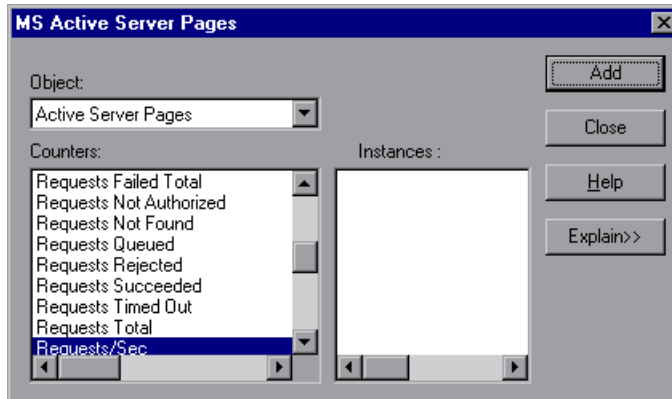 MS Active Server Pages
Object:
Active Server Pages
Counters:
Requests Failed Total
Requests Not Authorized
Requests Not Found
Requests Queued
Requests Rejected
Requests Succeeded
Requests Timed Out
Requests Total
Requests/Sec
Instances :
Add
Close
Help
Explain>>